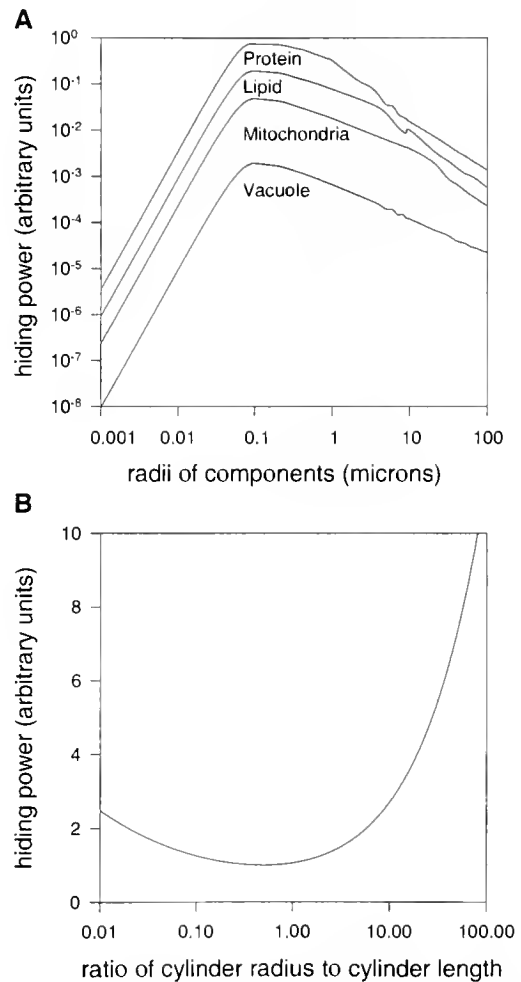 A
hiding power (arbitrary units)
10⁰
10⁻¹
10⁻²
10⁻³
10⁻⁴
10⁻⁵
10⁻⁶
10⁻⁷
10⁻⁸
Protein
Lipid
Mitochondria
Vacuole
0.001 0.01 0.1 1 10 100
radii of components (microns)
B
hiding power (arbitrary units)
10
8
6
4
2
0
0.01 0.10 1.00 10.00 100.00
ratio of cylinder radius to cylinder length